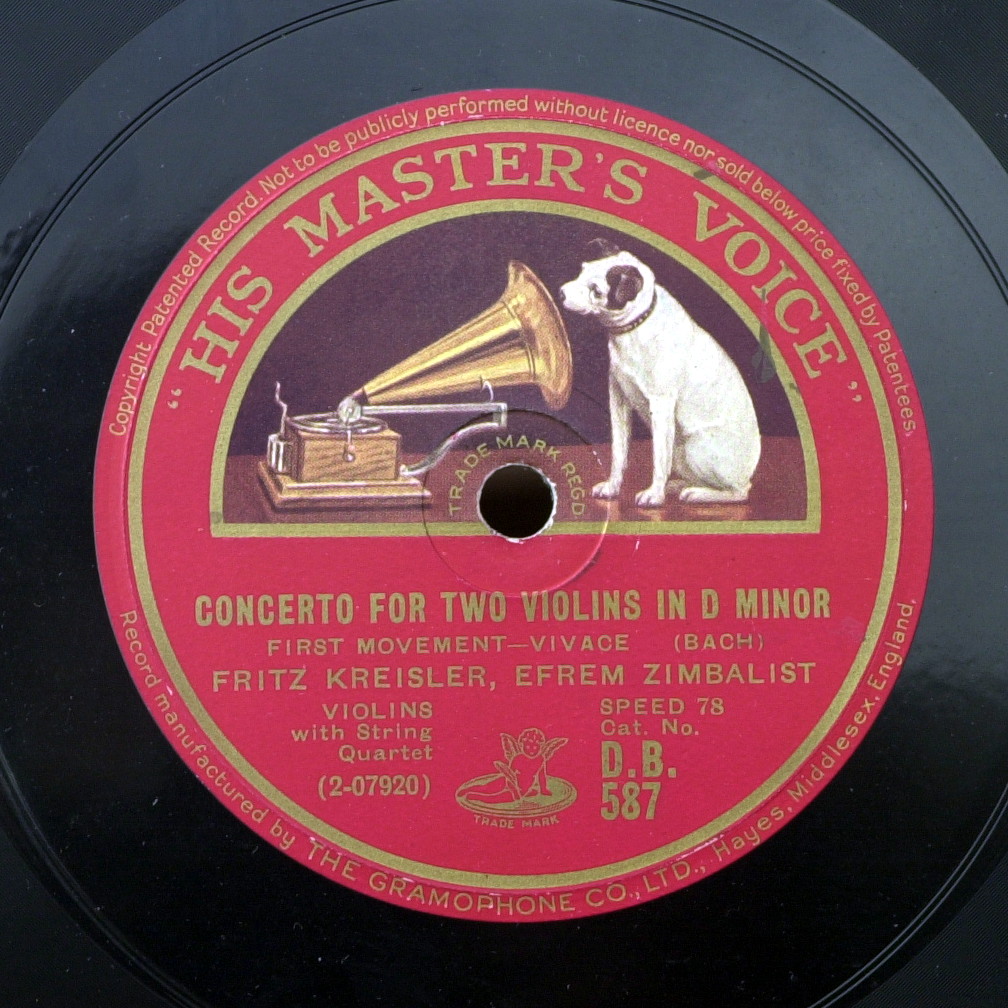 Copyright Patented Record. Not to be publicly performed without licence nor sold below price fixed by Patentees.
"HIS MASTER'S VOICE"
TRADE MARK REGD.
CONCERTO FOR TWO VIOLINS IN D MINOR
FIRST MOVEMENT—VIVACE (BACH)
FRITZ KREISLER, EFREM ZIMBALIST
VIOLINS
with String
Quartet
(2-07920)
SPEED 78
Cat. No.
D.B.
587
TRADE MARK
Record manufactured by THE GRAMOPHONE CO., LTD., Hayes, Middlesex, England,